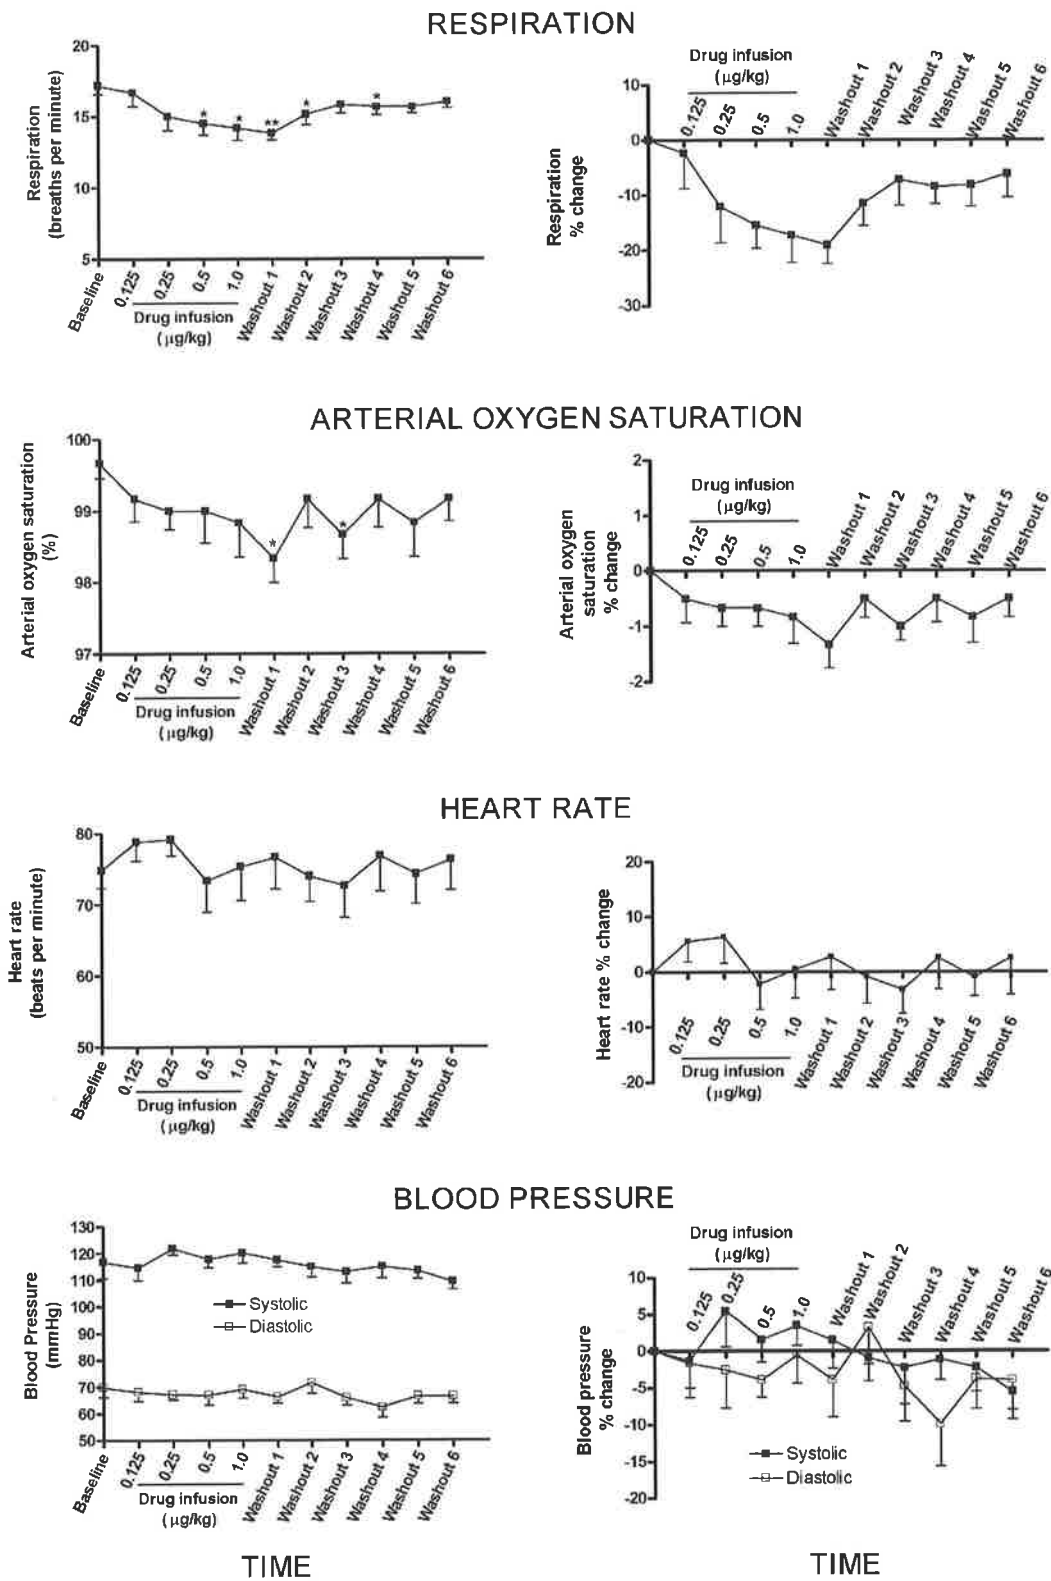 RESPIRATION
Respiration
(breaths per minute)
20
15
10
5
* * ** * *
Baseline 0.125 0.25 0.5 1.0 Washout 1 Washout 2 Washout 3 Washout 4 Washout 5 Washout 6
Drug infusion
(μg/kg)
Respiration
% change
Drug infusion
(μg/kg)
0.125 0.25 0.5 1.0 Washout 1 Washout 2 Washout 3 Washout 4 Washout 5 Washout 6
10
0
-10
-20
-30
ARTERIAL OXYGEN SATURATION
Arterial oxygen saturation
(%)
100
99
98
97
* *
Baseline 0.125 0.25 0.5 1.0 Washout 1 Washout 2 Washout 3 Washout 4 Washout 5 Washout 6
Drug infusion
(μg/kg)
Arterial oxygen
saturation
% change
Drug infusion
(μg/kg)
0.125 0.25 0.5 1.0 Washout 1 Washout 2 Washout 3 Washout 4 Washout 5 Washout 6
2
1
0
-1
-2
HEART RATE
Heart rate
(beats per minute)
80
70
60
50
Baseline 0.125 0.25 0.5 1.0 Washout 1 Washout 2 Washout 3 Washout 4 Washout 5 Washout 6
Drug infusion
(μg/kg)
Heart rate % change
20
10
0
-10
-20
0.125 0.25 0.5 1.0 Washout 1 Washout 2 Washout 3 Washout 4 Washout 5 Washout 6
Drug infusion
(μg/kg)
BLOOD PRESSURE
Blood Pressure
(mmHg)
130
120
110
100
90
80
70
60
50
Systolic
Diastolic
Baseline 0.125 0.25 0.5 1.0 Washout 1 Washout 2 Washout 3 Washout 4 Washout 5 Washout 6
Drug infusion
(μg/kg)
TIME
Blood pressure
% change
Drug infusion
(μg/kg)
0.125 0.25 0.5 1.0 Washout 1 Washout 2 Washout 3 Washout 4 Washout 5 Washout 6
10
5
0
-5
-10
-15
-20
Systolic
Diastolic
TIME